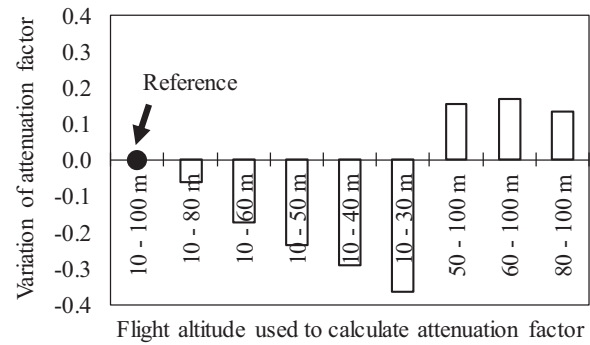 Variation of attenuation factor
0.4
0.3
0.2
0.1
0.0
-0.1
-0.2
-0.3
-0.4
Reference
10 - 100 m
10 - 80 m
10 - 60 m
10 - 50 m
10 - 40 m
10 - 30 m
50 - 100 m
60 - 100 m
80 - 100 m
Flight altitude used to calculate attenuation factor